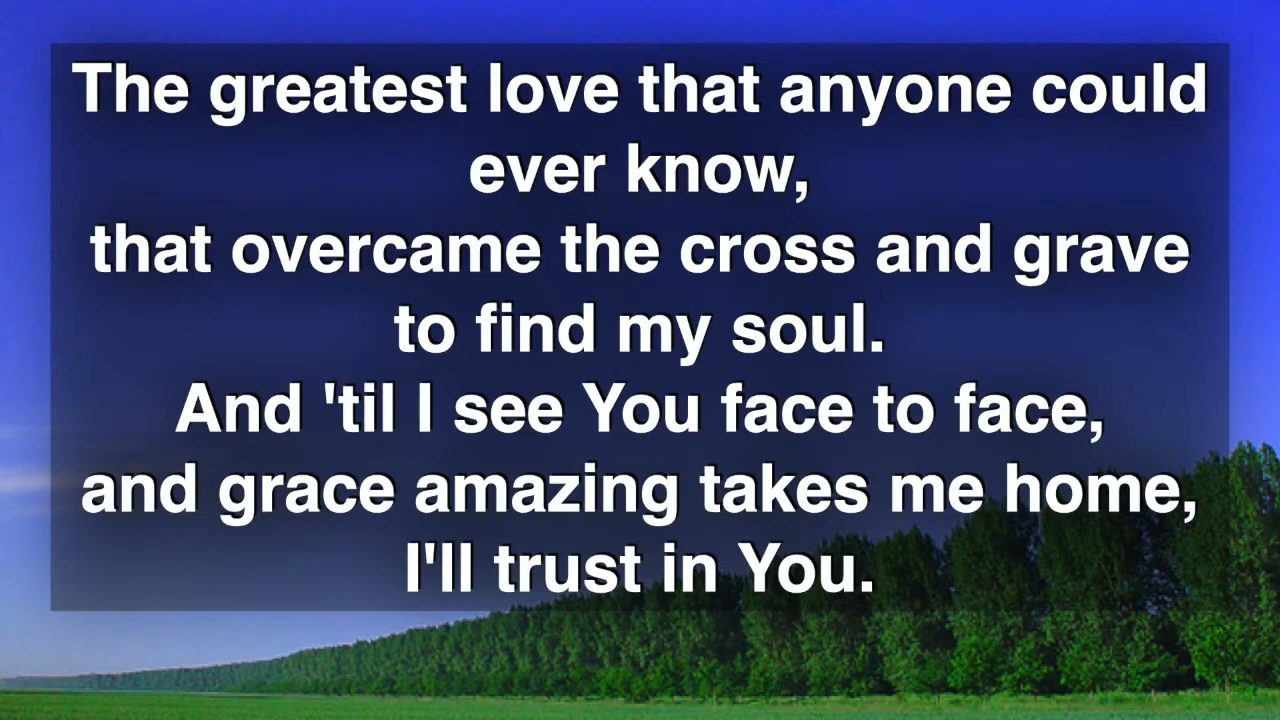 The greatest love that anyone could
ever know,
that overcame the cross and grave
to find my soul.
And 'til I see You face to face,
and grace amazing takes me home,
I'll trust in You.